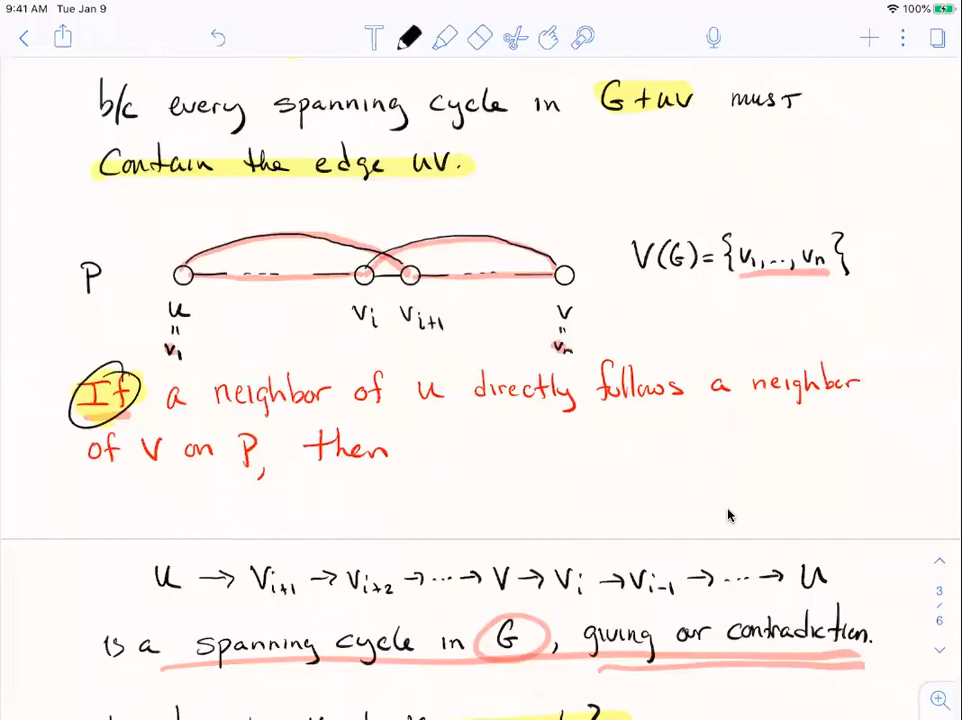 9:41 AM Tue Jan 9
100%
b/c every spanning cycle in G+uv must
Contain the edge uv.
P
V(G)={v1,..,vn}
u vi vi+1 v
= =
v1 vn
If a neighbor of u directly follows a neighbor
of v on P, then
u → vi+1 → vi+2 → ... → v → vi → vi-1 → ... → u
is a spanning cycle in G, giving our contradiction.
3
/
6